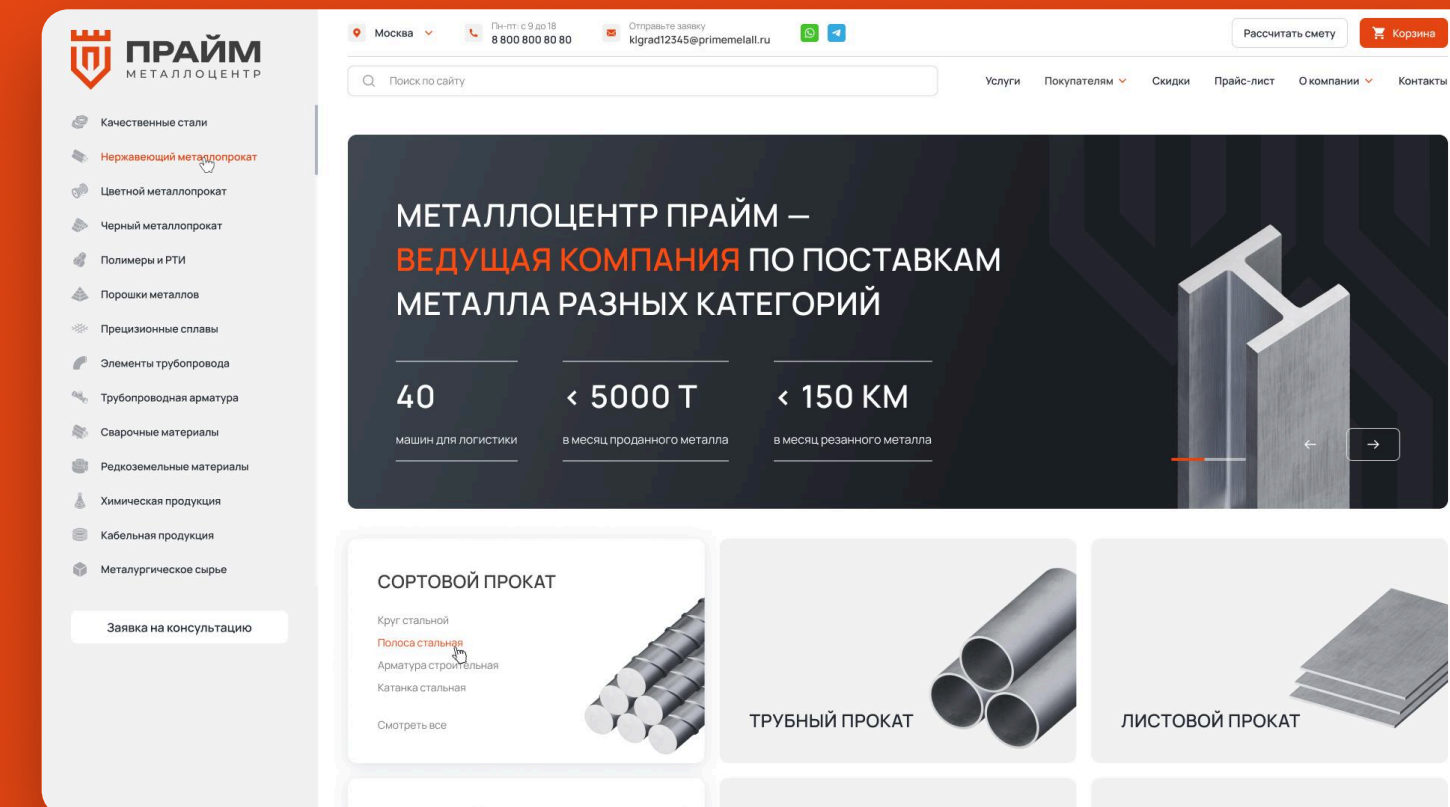 ПРАЙМ
МЕТАЛЛОЦЕНТР
Качественные стали
Нержавеющий металлопрокат
Цветной металлопрокат
Черный металлопрокат
Полимеры и РТИ
Порошки металлов
Прецизионные сплавы
Элементы трубопровода
Трубопроводная арматура
Сварочные материалы
Редкоземельные материалы
Химическая продукция
Кабельная продукция
Металургическое сырье
Заявка на консультацию
Москва
Пн-пт: с 9 до 18
8 800 800 80 80
Отправьте заявку
klgrad12345@primemelall.ru
Рассчитать смету
Корзина
Поиск по сайту
Услуги
Покупателям
Скидки
Прайс-лист
О компании
Контакты
МЕТАЛЛОЦЕНТР ПРАЙМ —
ВЕДУЩАЯ КОМПАНИЯ ПО ПОСТАВКАМ
МЕТАЛЛА РАЗНЫХ КАТЕГОРИЙ
40
машин для логистики
< 5000 Т
в месяц проданного металла
< 150 КМ
в месяц резанного металла
СОРТОВОЙ ПРОКАТ
Круг стальной
Полоса стальная
Арматура строительная
Катанка стальная
Смотреть все
ТРУБНЫЙ ПРОКАТ
ЛИСТОВОЙ ПРОКАТ